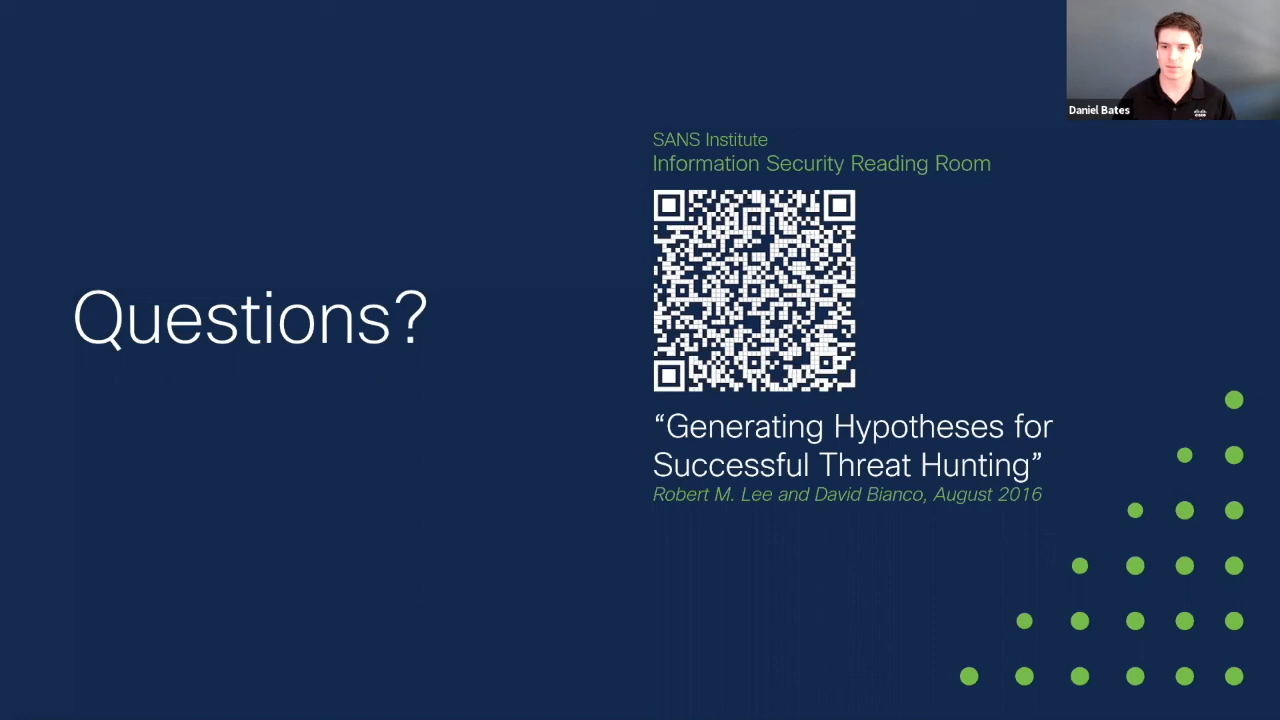 Daniel Bates
SANS Institute
Information Security Reading Room
Questions?
“Generating Hypotheses for
Successful Threat Hunting”
Robert M. Lee and David Bianco, August 2016